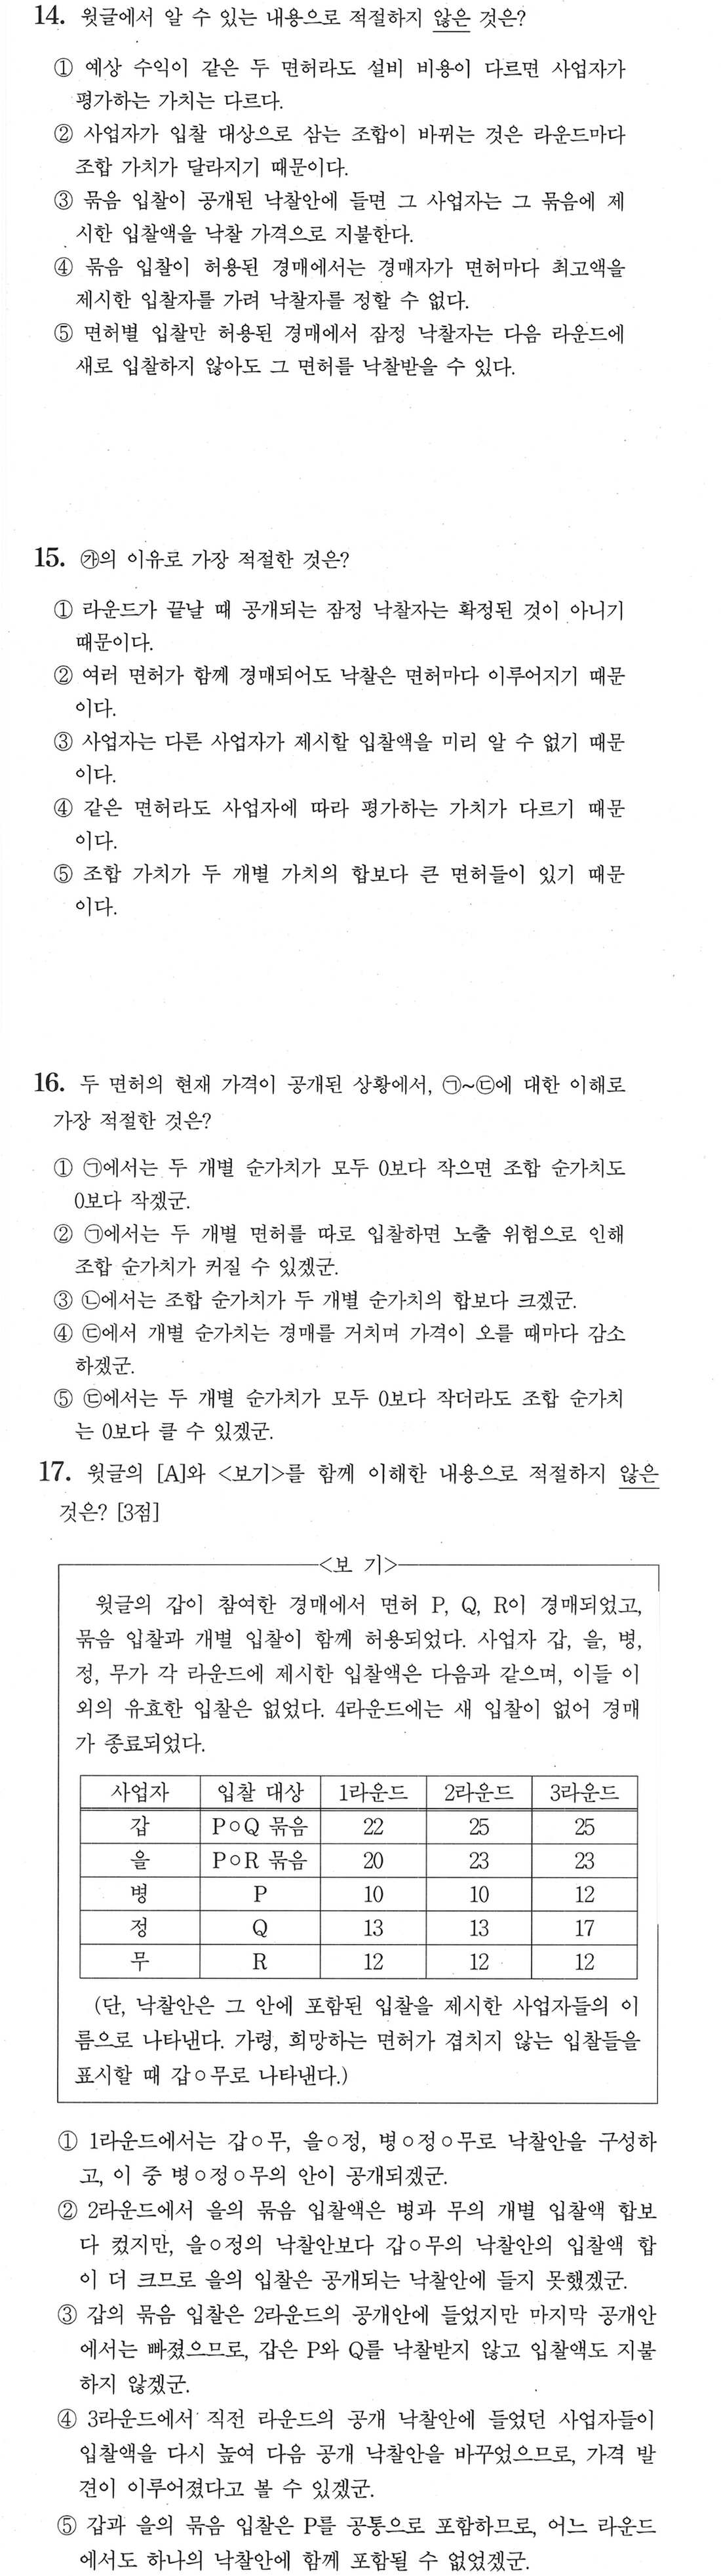 14. 윗글에서 알 수 있는 내용으로 적절하지 않은 것은?
① 예상 수익이 같은 두 면허라도 설비 비용이 다르면 사업자가
평가하는 가치는 다르다.
② 사업자가 입찰 대상으로 삼는 조합이 바뀌는 것은 라운드마다
조합 가치가 달라지기 때문이다.
③ 묶음 입찰이 공개된 낙찰안에 들면 그 사업자는 그 묶음에 제
시한 입찰액을 낙찰 가격으로 지불한다.
④ 묶음 입찰이 허용된 경매에서는 경매자가 면허마다 최고액을
제시한 입찰자를 가려 낙찰자를 정할 수 없다.
⑤ 면허별 입찰만 허용된 경매에서 잠정 낙찰자는 다음 라운드에
새로 입찰하지 않아도 그 면허를 낙찰받을 수 있다.
15. ㉮의 이유로 가장 적절한 것은?
① 라운드가 끝날 때 공개되는 잠정 낙찰자는 확정된 것이 아니기
때문이다.
② 여러 면허가 함께 경매되어도 낙찰은 면허마다 이루어지기 때문
이다.
③ 사업자는 다른 사업자가 제시할 입찰액을 미리 알 수 없기 때문
이다.
④ 같은 면허라도 사업자에 따라 평가하는 가치가 다르기 때문
이다.
⑤ 조합 가치가 두 개별 가치의 합보다 큰 면허들이 있기 때문
이다.
16. 두 면허의 현재 가격이 공개된 상황에서, ㉠~㉢에 대한 이해로
가장 적절한 것은?
① ㉠에서는 두 개별 순가치가 모두 0보다 작으면 조합 순가치도
0보다 작겠군.
② ㉠에서는 두 개별 면허를 따로 입찰하면 노출 위험으로 인해
조합 순가치가 커질 수 있겠군.
③ ㉡에서는 조합 순가치가 두 개별 순가치의 합보다 크겠군.
④ ㉢에서 개별 순가치는 경매를 거치며 가격이 오를 때마다 감소
하겠군.
⑤ ㉢에서는 두 개별 순가치가 모두 0보다 작더라도 조합 순가치
는 0보다 클 수 있겠군.
17. 윗글의 [A]와 <보기>를 함께 이해한 내용으로 적절하지 않은
것은? [3점]
<보 기>
윗글의 갑이 참여한 경매에서 면허 P, Q, R이 경매되었고,
묶음 입찰과 개별 입찰이 함께 허용되었다. 사업자 갑, 을, 병,
정, 무가 각 라운드에 제시한 입찰액은 다음과 같으며, 이들 이
외의 유효한 입찰은 없었다. 4라운드에는 새 입찰이 없어 경매
가 종료되었다.
사업자 입찰 대상 1라운드 2라운드 3라운드
갑 P∘Q 묶음 22 25 25
을 P∘R 묶음 20 23 23
병 P 10 10 12
정 Q 13 13 17
무 R 12 12 12
(단, 낙찰안은 그 안에 포함된 입찰을 제시한 사업자들의 이
름으로 나타낸다. 가령, 희망하는 면허가 겹치지 않는 입찰들을
표시할 때 갑∘무로 나타낸다.)
① 1라운드에서는 갑∘무, 을∘정, 병∘정∘무로 낙찰안을 구성하
고, 이 중 병∘정∘무의 안이 공개되겠군.
② 2라운드에서 을의 묶음 입찰액은 병과 무의 개별 입찰액 합보
다 컸지만, 을∘정의 낙찰안보다 갑∘무의 낙찰안의 입찰액 합
이 더 크므로 을의 입찰은 공개되는 낙찰안에 들지 못했겠군.
③ 갑의 묶음 입찰은 2라운드의 공개안에 들었지만 마지막 공개안
에서는 빠졌으므로, 갑은 P와 Q를 낙찰받지 않고 입찰액도 지불
하지 않겠군.
④ 3라운드에서 직전 라운드의 공개 낙찰안에 들었던 사업자들이
입찰액을 다시 높여 다음 공개 낙찰안을 바꾸었으므로, 가격 발
견이 이루어졌다고 볼 수 있겠군.
⑤ 갑과 을의 묶음 입찰은 P를 공통으로 포함하므로, 어느 라운드
에서도 하나의 낙찰안에 함께 포함될 수 없었겠군.